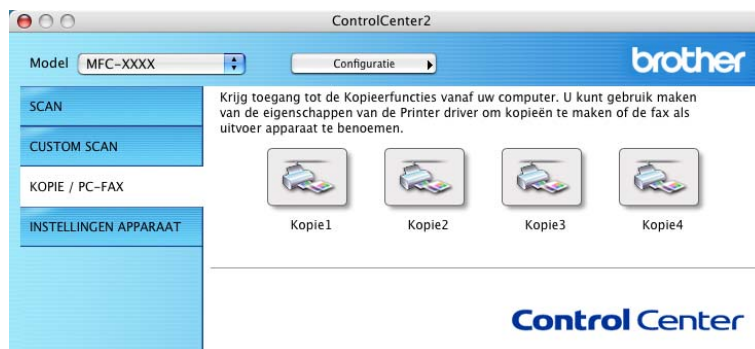 ControlCenter2
Model MFC-XXXX Configuratie brother
SCAN
CUSTOM SCAN
KOPIE / PC-FAX
INSTELLINGEN APPARAAT
Krijg toegang tot de Kopieerfuncties vanaf uw computer. U kunt gebruik maken
van de eigenschappen van de Printer driver om kopieën te maken of de fax als
uitvoer apparaat te benoemen.
Kopie1 Kopie2 Kopie3 Kopie4
Control Center